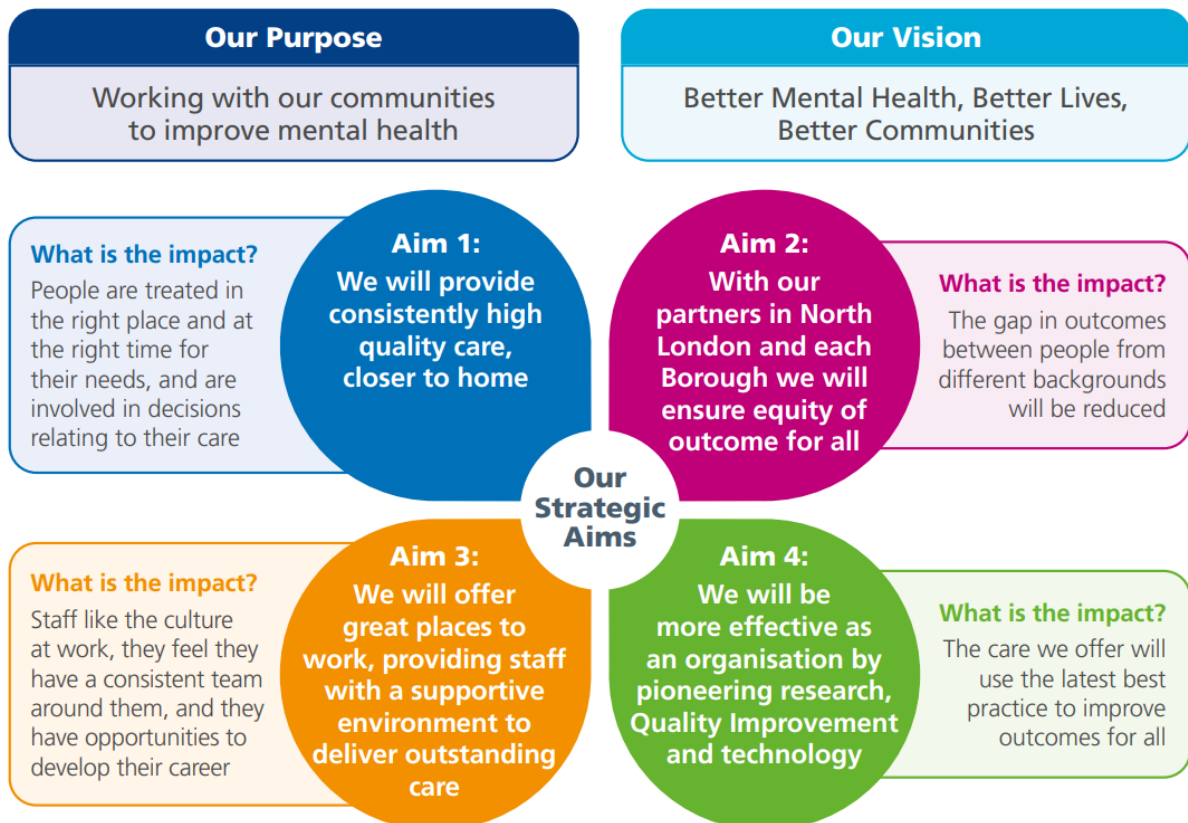 Our Purpose
Working with our communities
to improve mental health
Our Vision
Better Mental Health, Better Lives,
Better Communities
What is the impact?
People are treated in
the right place and at
the right time for
their needs, and are
involved in decisions
relating to their care
Aim 1:
We will provide
consistently high
quality care,
closer to home
Aim 2:
With our
partners in North
London and each
Borough we will
ensure equity of
outcome for all
What is the impact?
The gap in outcomes
between people from
different backgrounds
will be reduced
Our
Strategic
Aims
What is the impact?
Staff like the culture
at work, they feel they
have a consistent team
around them, and they
have opportunities to
develop their career
Aim 3:
We will offer
great places to
work, providing staff
with a supportive
environment to
deliver outstanding
care
Aim 4:
We will be
more effective as
an organisation by
pioneering research,
Quality Improvement
and technology
What is the impact?
The care we offer will
use the latest best
practice to improve
outcomes for all